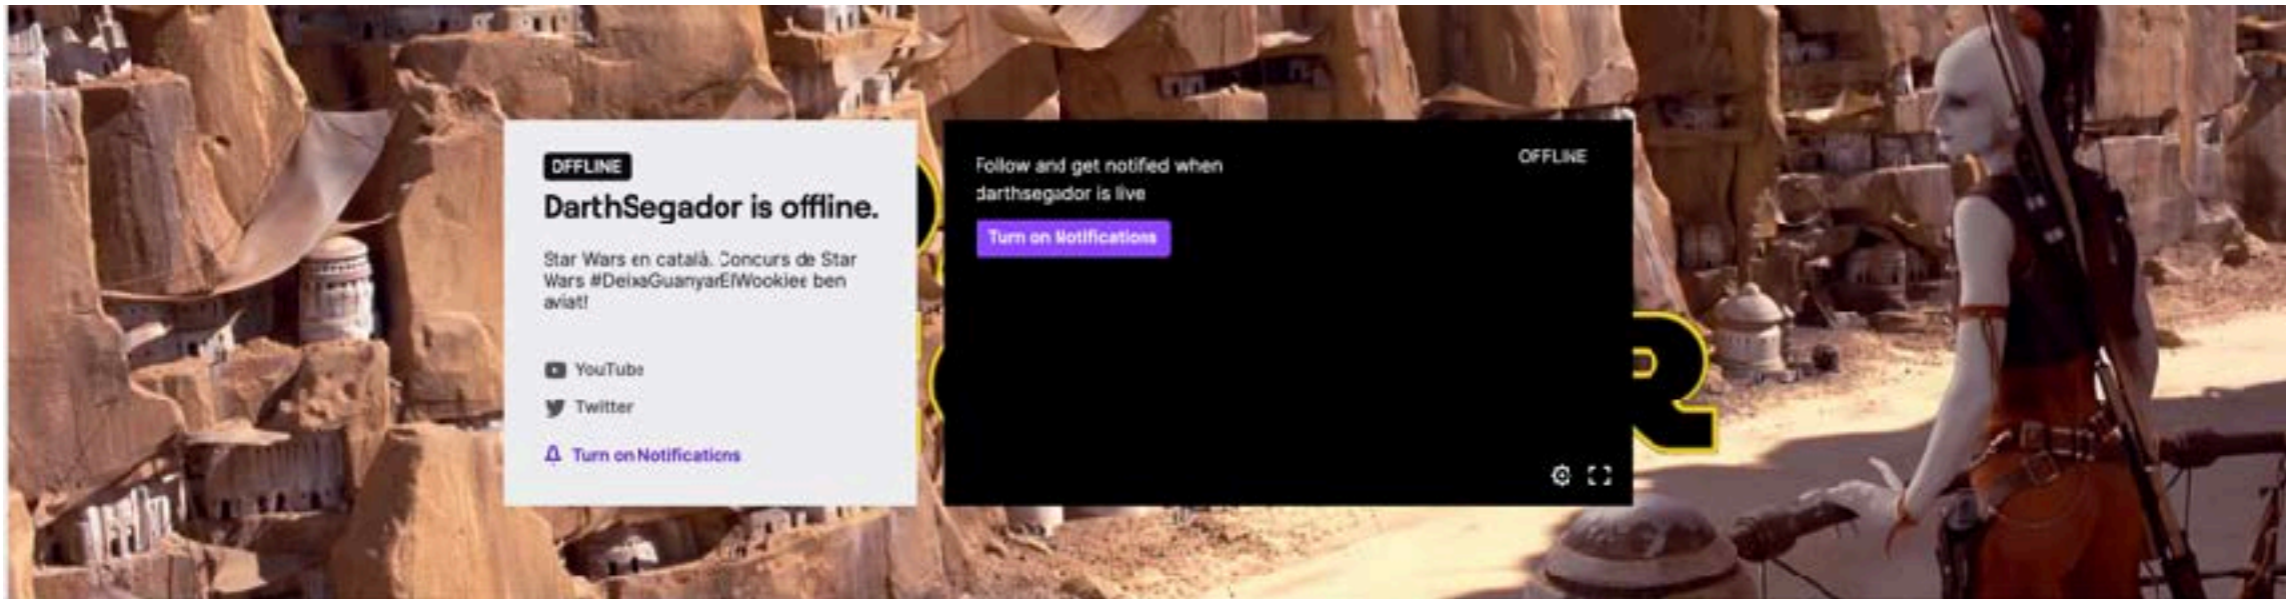 OFFLINE
DarthSegador is offline.
Star Wars en català. Concurs de Star
Wars #DeixaGuanyarElWookiee ben
aviat!
YouTube
Twitter
Turn on Notifications
Follow and get notified when
darthsegador is live
Turn on Notifications
OFFLINE
R